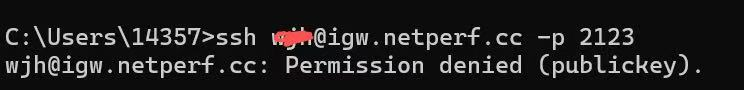 C:\Users\14357>ssh @igw.netperf.cc -p 2123
wjh@igw.netperf.cc: Permission denied (publickey).